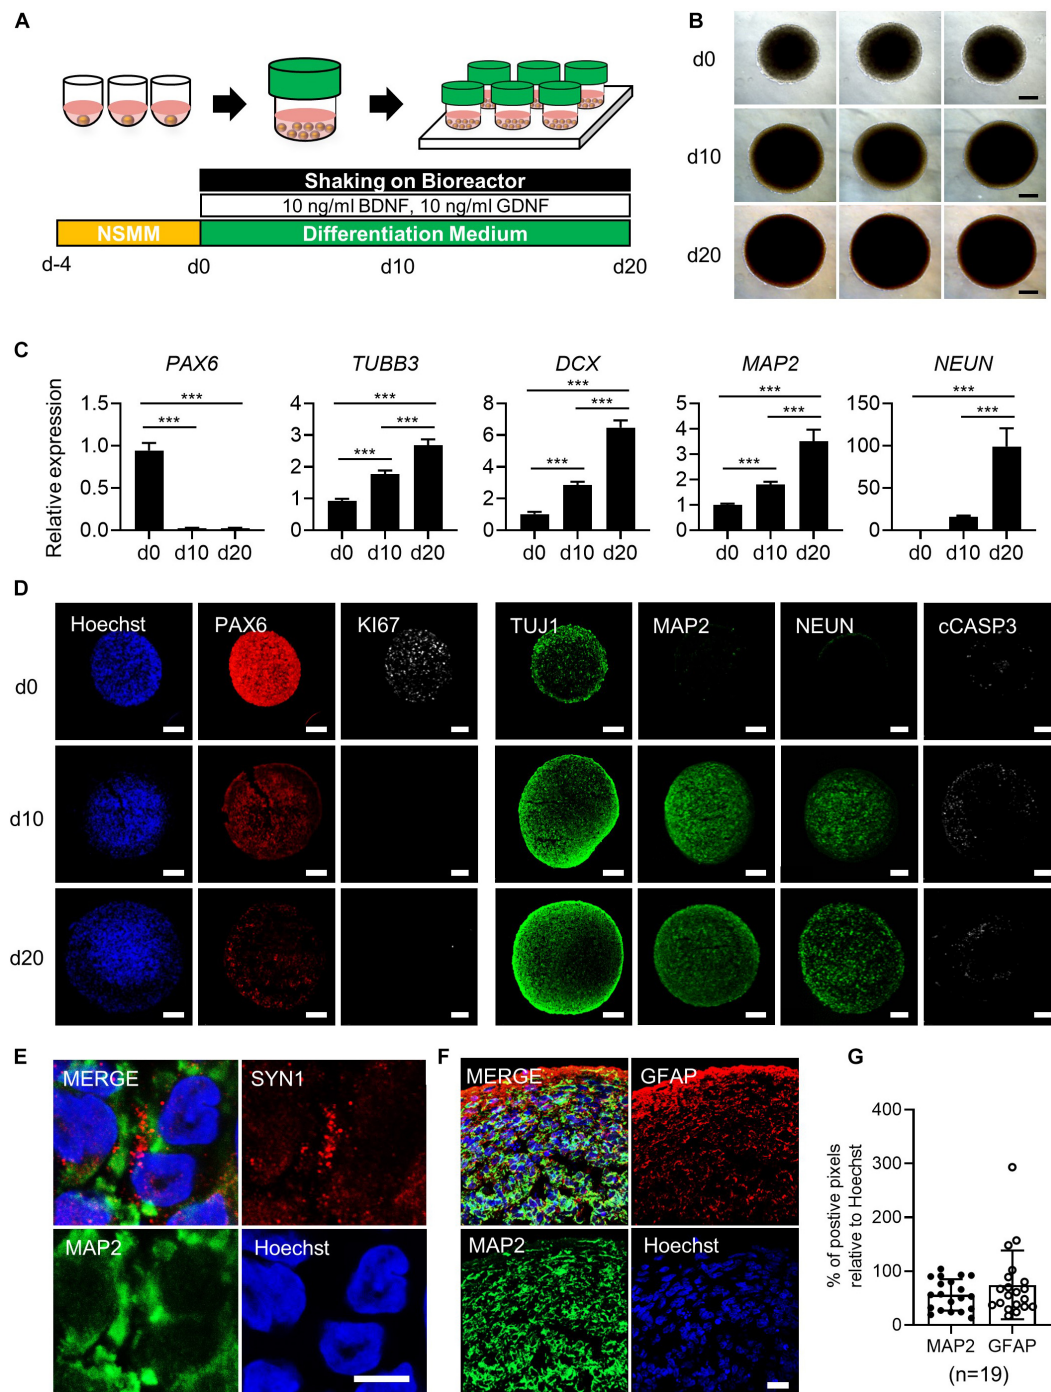 A
Shaking on Bioreactor
10 ng/ml BDNF, 10 ng/ml GDNF
NSMM
Differentiation Medium
d-4
d0
d10
d20
B
d0
d10
d20
C
PAX6
TUBB3
DCX
MAP2
NEUN
Relative expression
1.5
1.0
0.5
0.0
***
***
d0 d10 d20
4
3
2
1
0
***
***
***
d0 d10 d20
8
6
4
2
0
***
***
***
d0 d10 d20
5
4
3
2
1
0
***
***
***
d0 d10 d20
150
100
50
0
***
***
d0 d10 d20
D
Hoechst PAX6 KI67 TUJ1 MAP2 NEUN cCASP3
d0
d10
d20
E
MERGE
SYN1
MAP2
Hoechst
F
MERGE
GFAP
MAP2
Hoechst
G
% of postive pixels
relative to Hoechst
400
300
200
100
0
MAP2 GFAP
(n=19)